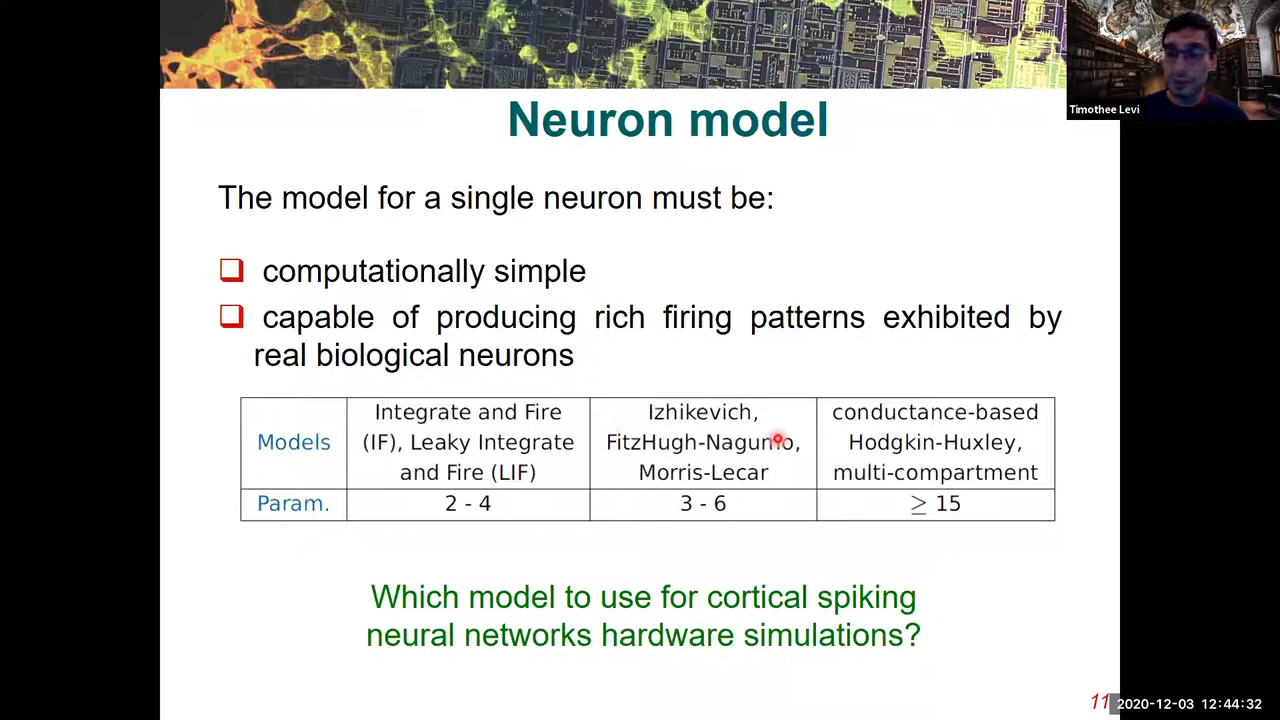 Timothee Levi
Neuron model
The model for a single neuron must be:
computationally simple
capable of producing rich firing patterns exhibited by
real biological neurons
Models
Integrate and Fire
(IF), Leaky Integrate
and Fire (LIF)
Izhikevich,
FitzHugh-Nagumo,
Morris-Lecar
conductance-based
Hodgkin-Huxley,
multi-compartment
Param.
2 - 4
3 - 6
≥ 15
Which model to use for cortical spiking
neural networks hardware simulations?
11
2020-12-03 12:44:32